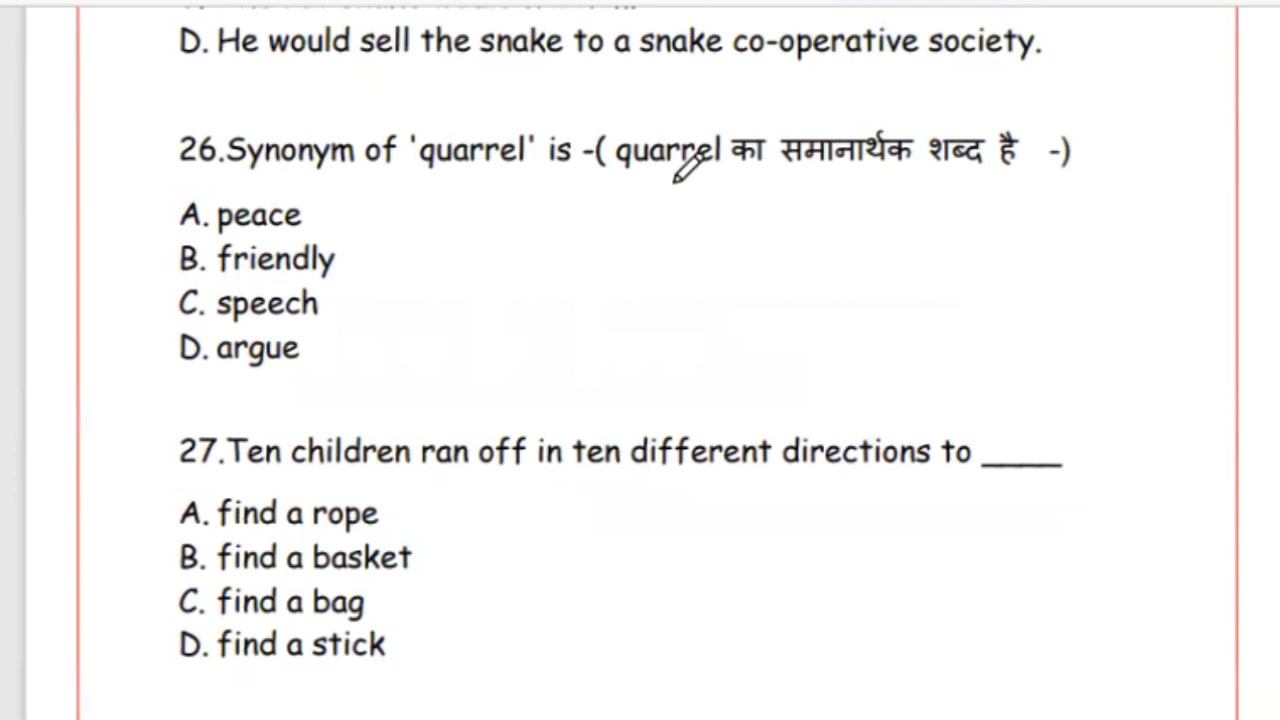 D. He would sell the snake to a snake co-operative society.
26.Synonym of 'quarrel' is -( quarrel का समानार्थक शब्द है -)
A. peace
B. friendly
C. speech
D. argue
27.Ten children ran off in ten different directions to ____
A. find a rope
B. find a basket
C. find a bag
D. find a stick